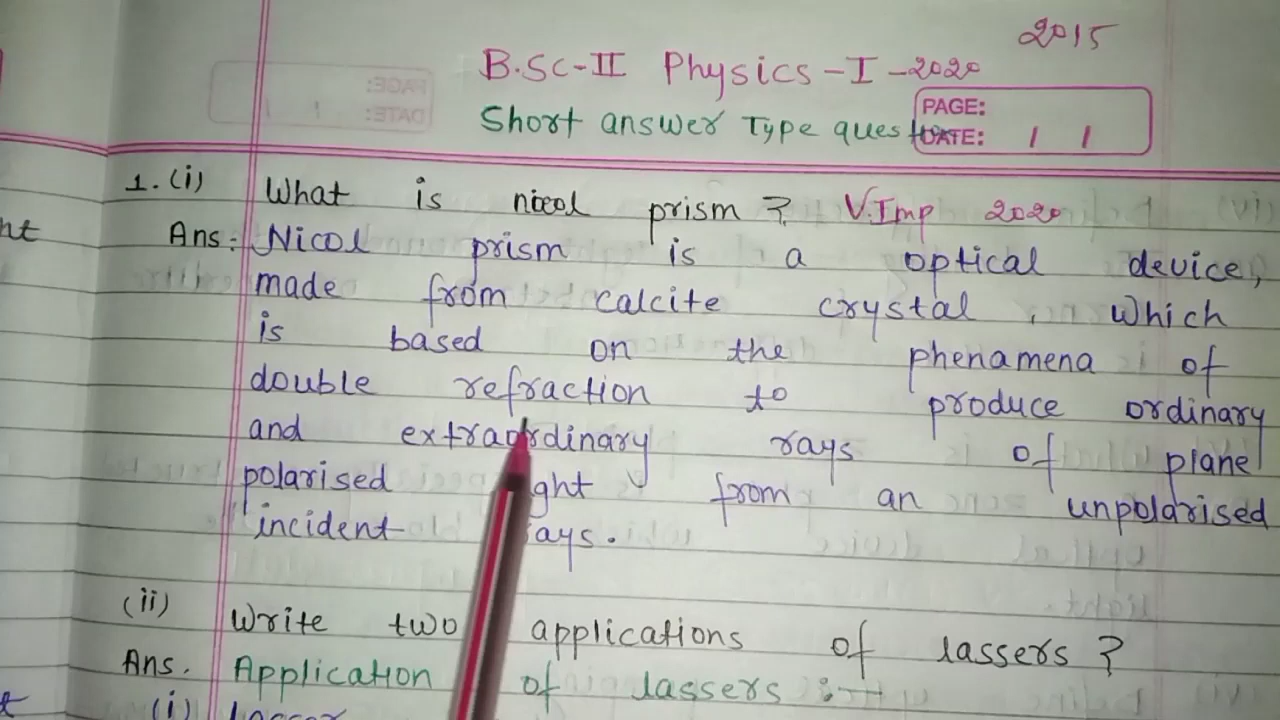 2015
B.Sc-II Physics-I-2020
Short answer Type question
PAGE:
DATE: / /
1. (i) What is nicol prism ? V.Imp 2020
Ans: Nicol prism is a optical device,
made from calcite crystal, which
is based on the phenamena of
double refraction to produce ordinary
and extraordinary rays of plane
polarised ght from an unpolarised
incident ays.
(ii) Write two applications of lassers ?
Ans. Application of lassers :-
(i)